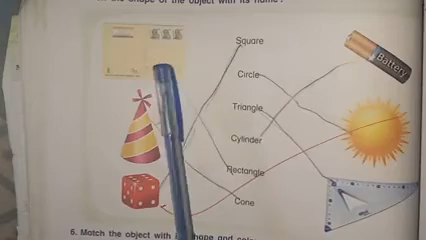 the shape of the object with its name?
Square
Circle
Triangle
Cylinder
Rectangle
Cone
Battery
6. Match the object with shape and